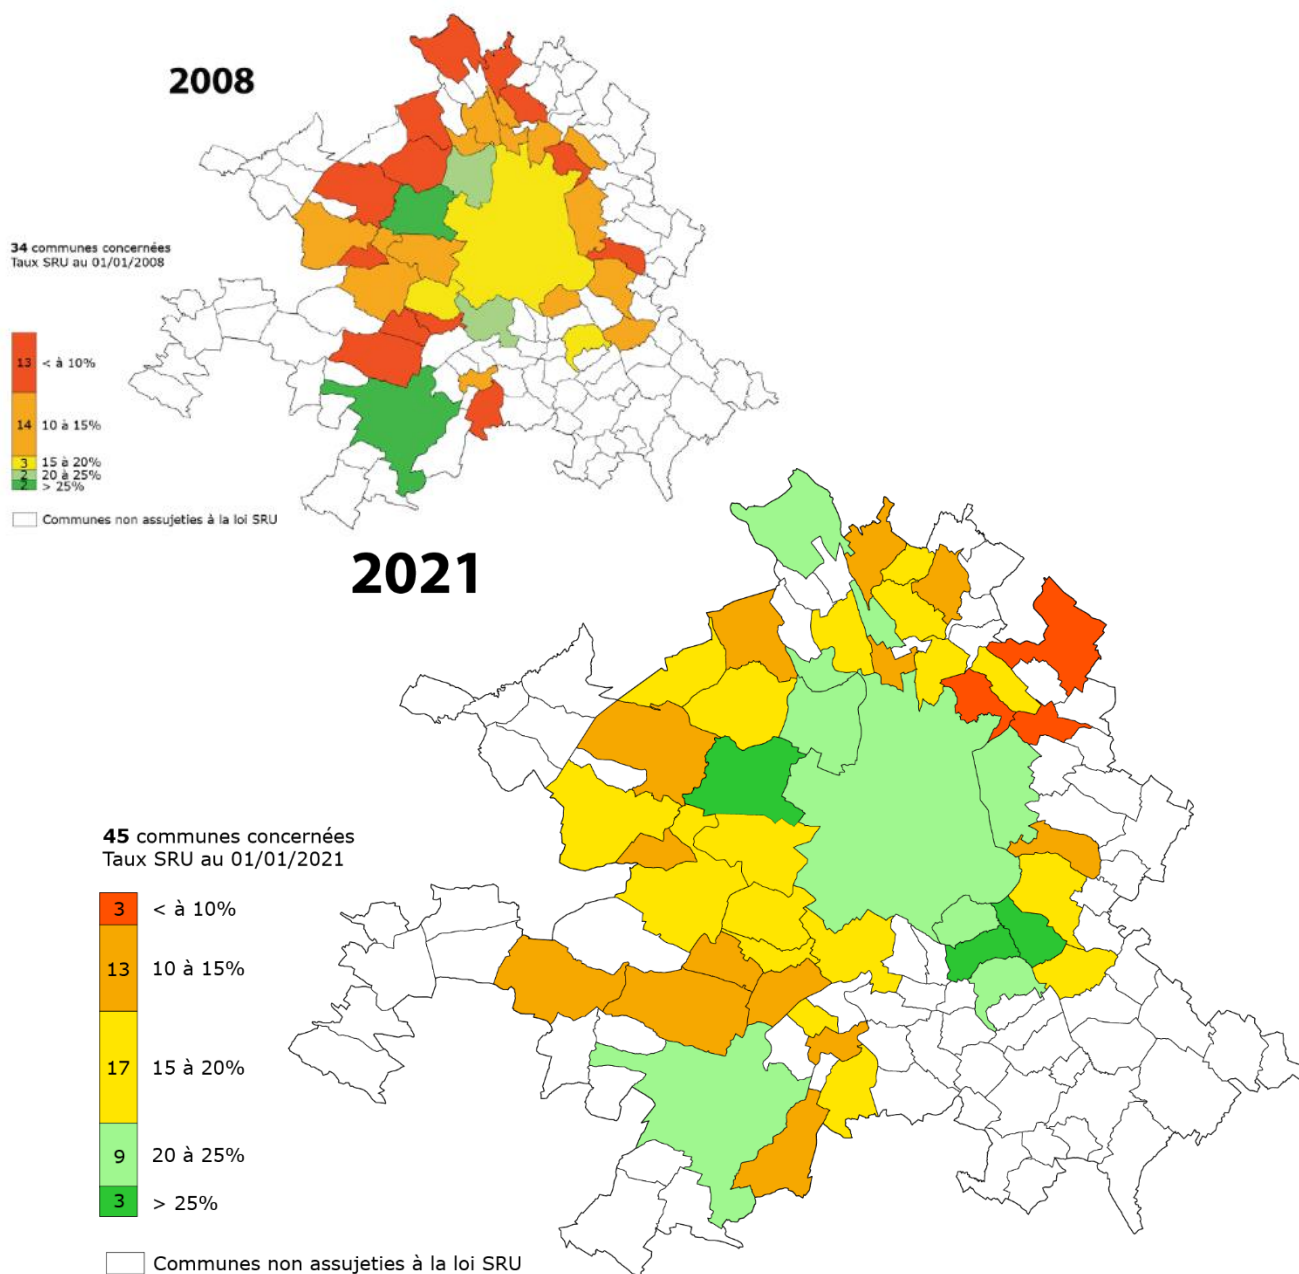 2008
34 communes concernées
Taux SRU au 01/01/2008
13 < à 10%
14 10 à 15%
3 15 à 20%
2 20 à 25%
2 > 25%
Communes non assujeties à la loi SRU
2021
45 communes concernées
Taux SRU au 01/01/2021
3 < à 10%
13 10 à 15%
17 15 à 20%
9 20 à 25%
3 > 25%
Communes non assujeties à la loi SRU